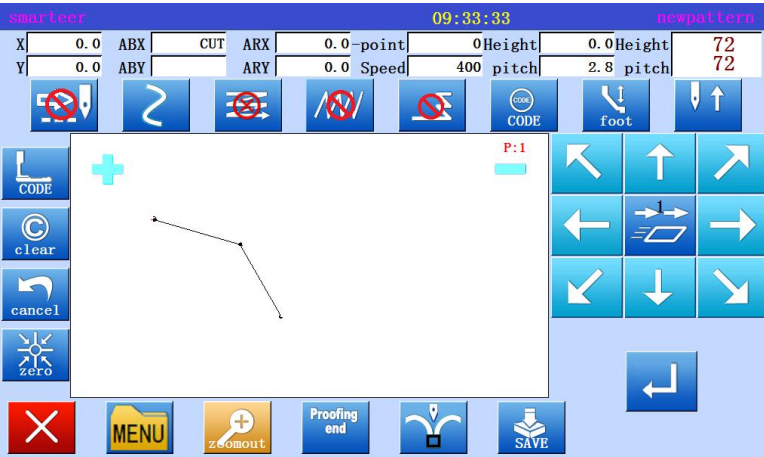 smarteer 09:33:33 newpattern
X 0.0 ABX CUT ARX 0.0 -point 0 Height 0.0 Height 72
Y 0.0 ABY ARY 0.0 Speed 400 pitch 2.8 pitch 72
CODE
CODE
foot
CODE
P:1
1
clear
cancel
zero
MENU
zoomout
Proofing
end
SAVE